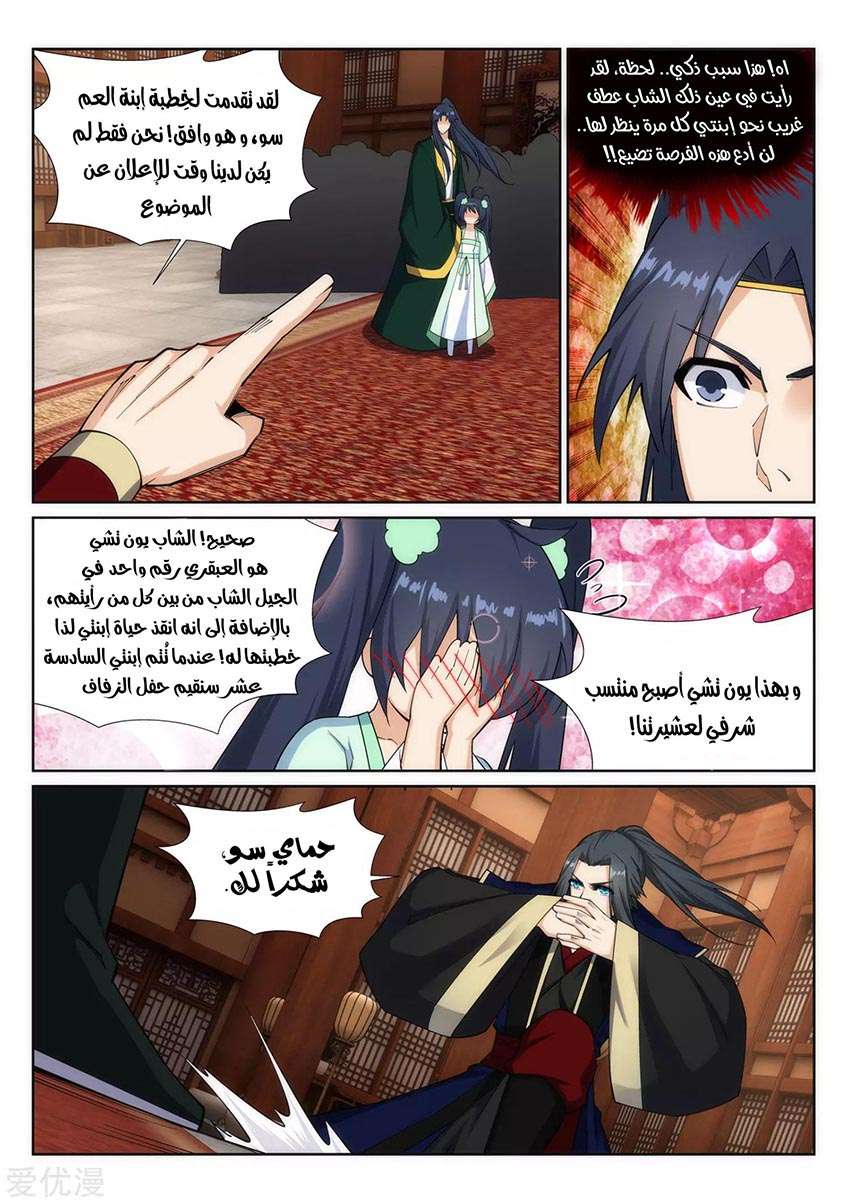 اه! هذا سبب ذكي.. لحظة، لقد
رأيت في عين ذلك الشاب عطف
غريب نحو إبنتي كل مرة ينظر لها..
لن أدع هذه الفرصة تضيع!!
لقد تقدمت لخِطبة إبنة العم
سو، و هو وافق! نحن فقط لم
يكن لدينا وقت للإعلان عن
الموضوع
صحيح! الشاب يون تشي
هو العبقري رقم واحد في
الجيل الشاب من بين كل من رأيتهم،
بالإضافة إلى انه انقذ حياة إبنتي لذا
خطبتها له! عندما تُتم إبنتي السادسة
عشر سنقيم حفل الزفاف
و بهذا يون تشي أصبح منتسب
شرفي لعشيرتنا!
حماي سو،
شكراً لك.
爱优漫